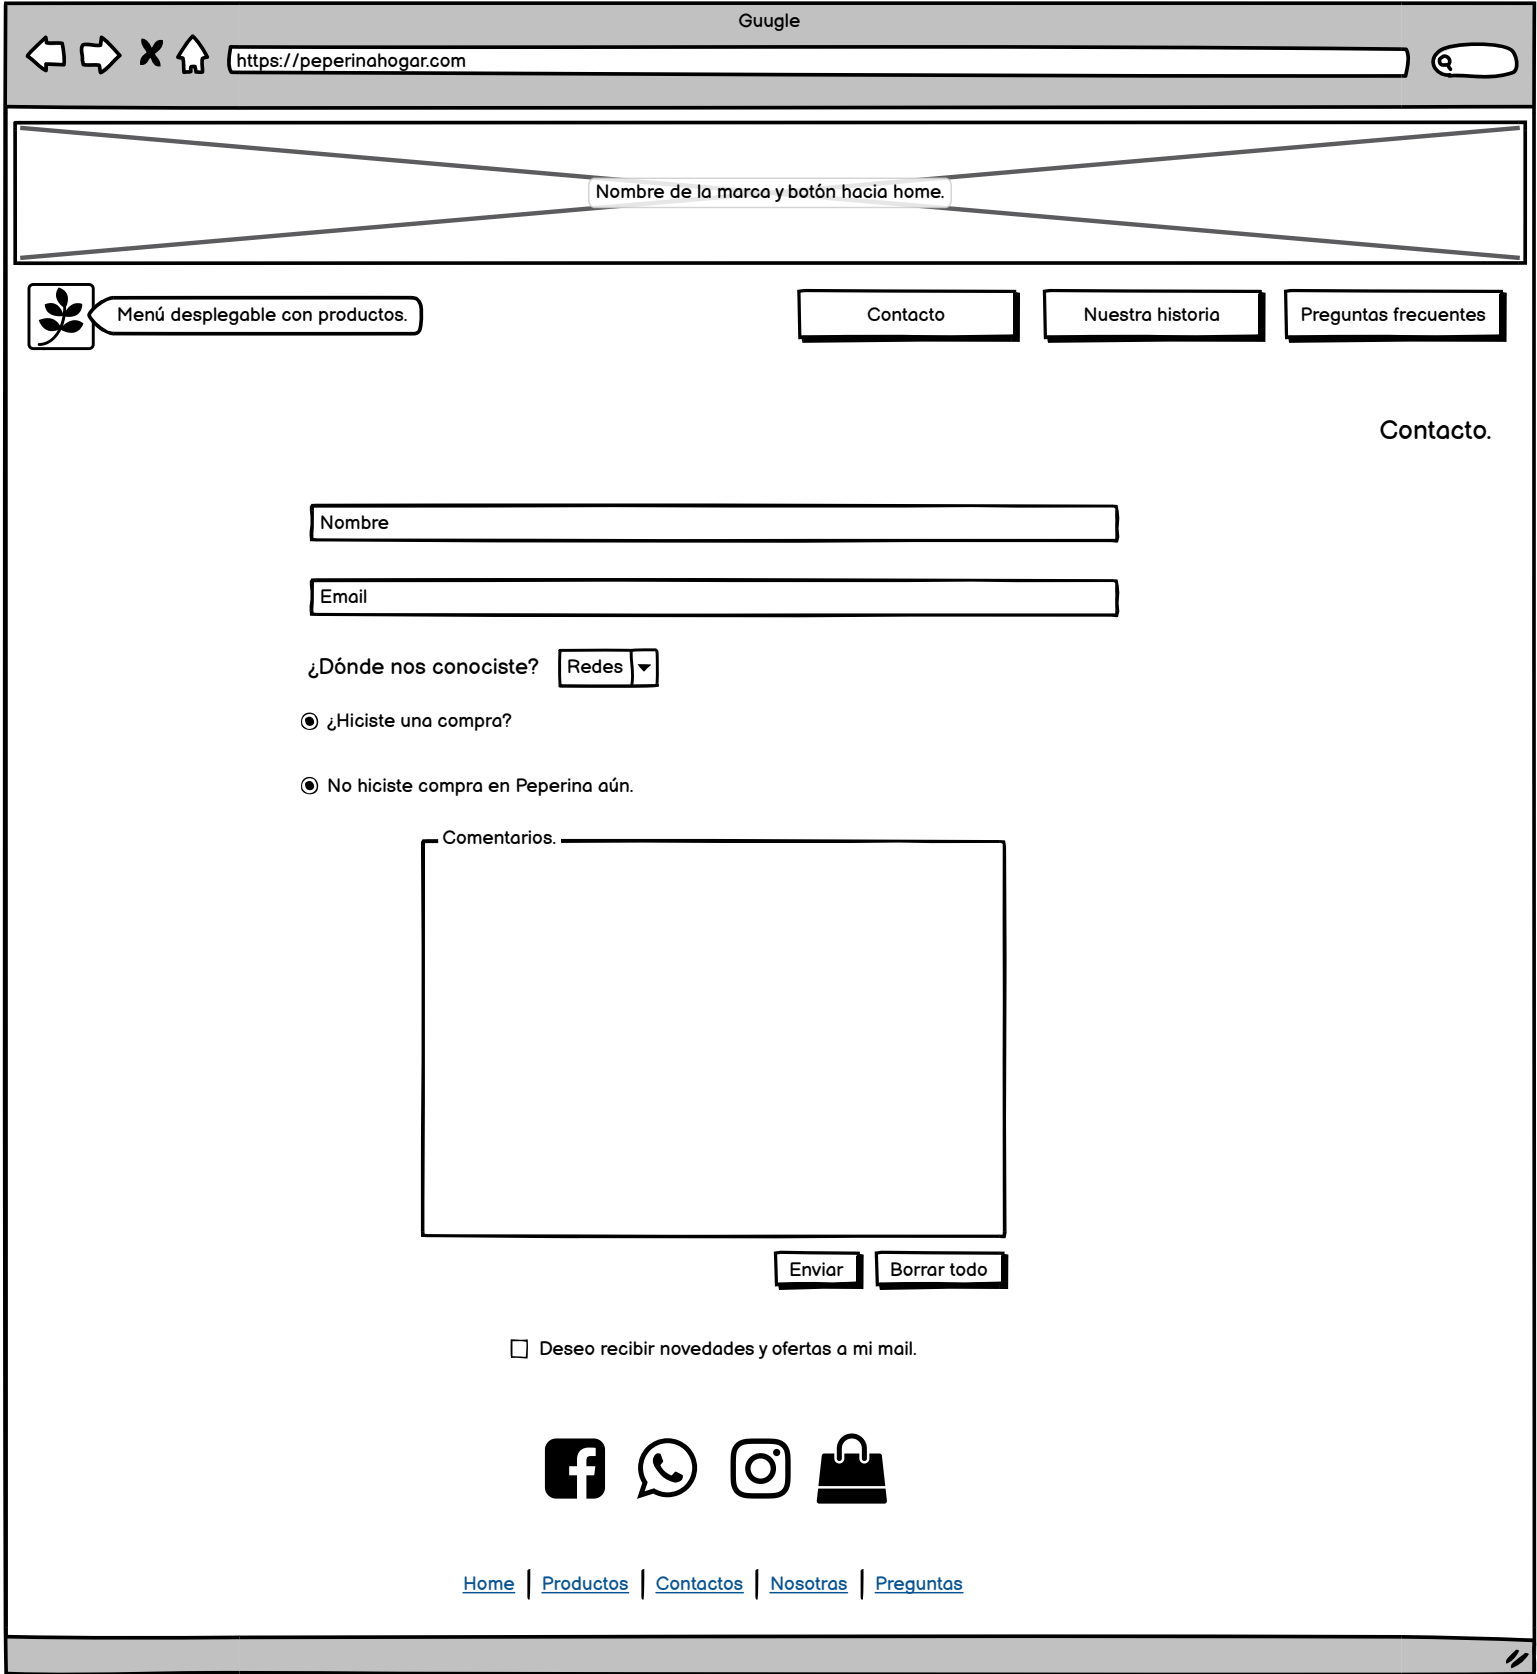 Guugle
https://peperinahogar.com
Nombre de la marca y botón hacia home.
Menú desplegable con productos.
Contacto
Nuestra historia
Preguntas frecuentes
Contacto.
Nombre
Email
¿Dónde nos conociste? Redes
¿Hiciste una compra?
No hiciste compra en Peperina aún.
Comentarios.
Enviar
Borrar todo
Deseo recibir novedades y ofertas a mi mail.
Home | Productos | Contactos | Nosotras | Preguntas